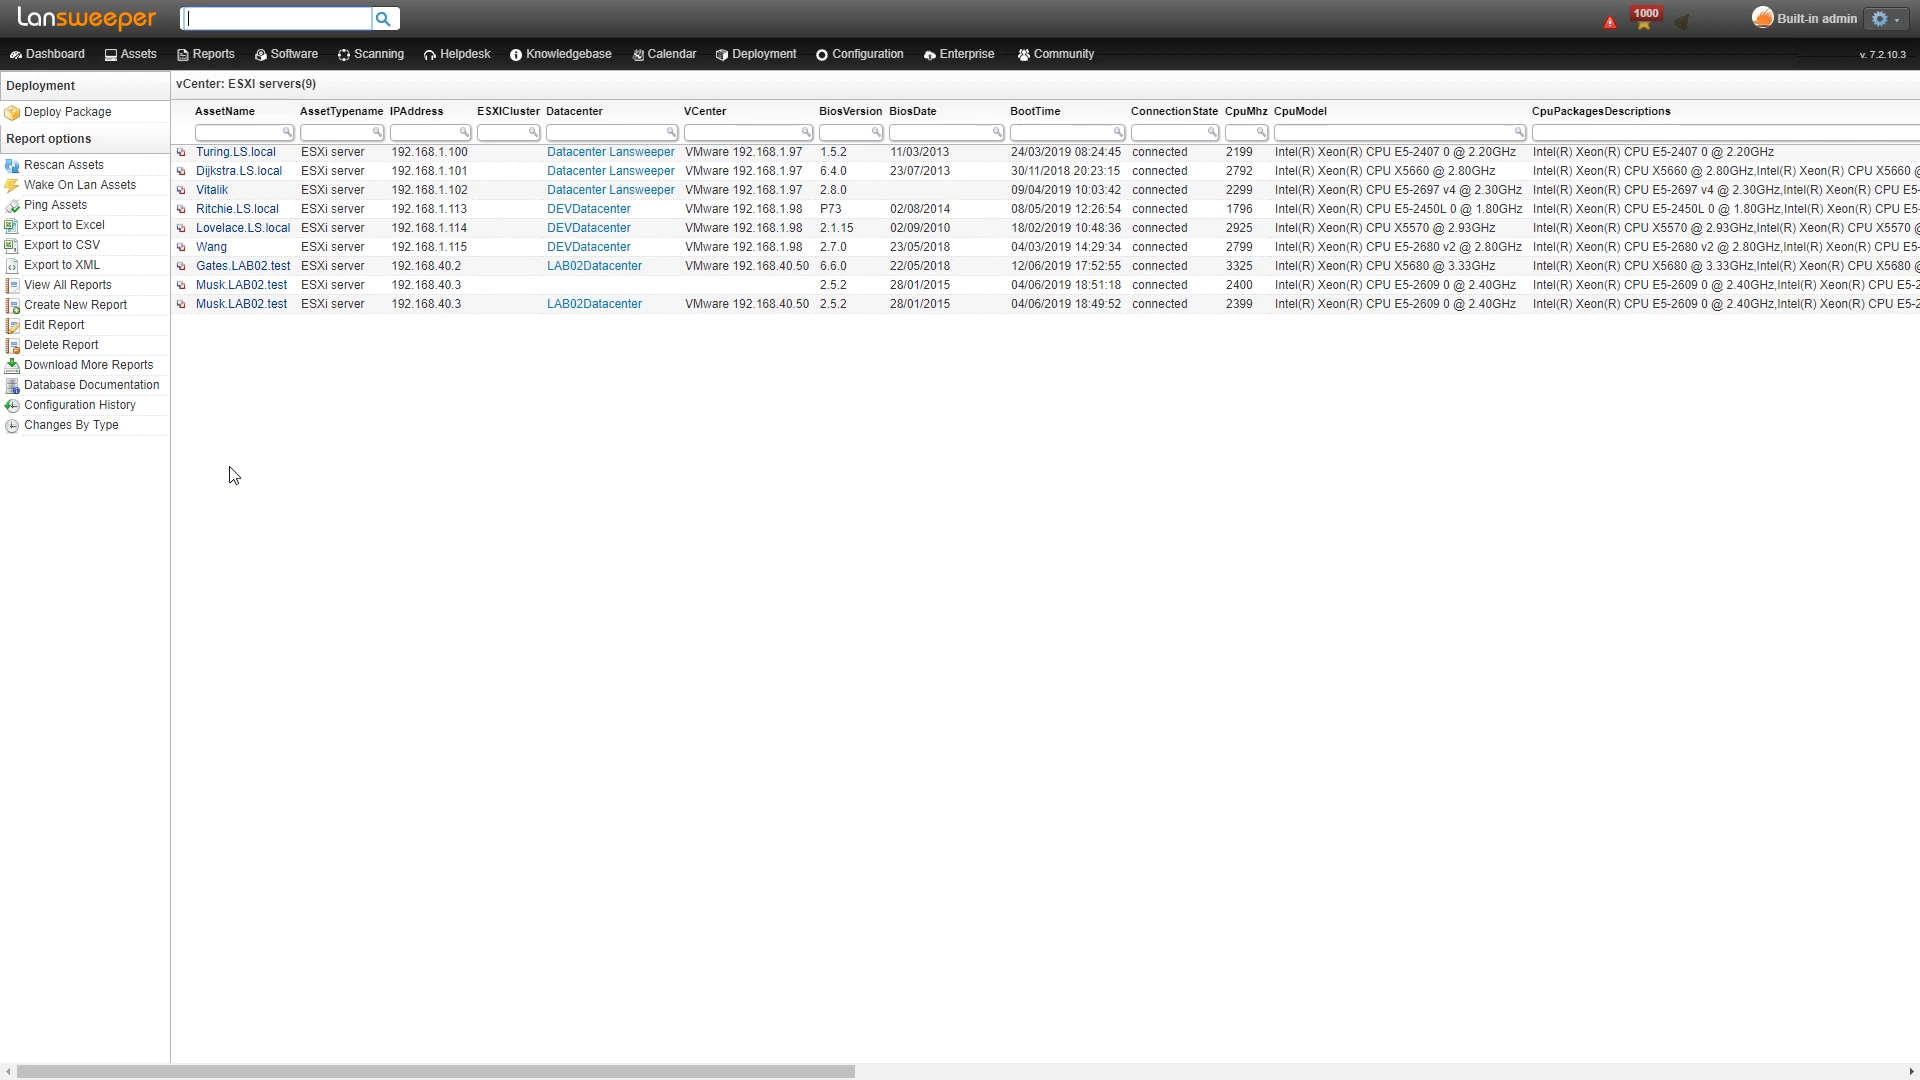 Lansweeper
1000
Built-in admin
Dashboard Assets Reports Software Scanning Helpdesk Knowledgebase Calendar Deployment Configuration Enterprise Community v. 7.2.10.3
Deployment
Deploy Package
Report options
Rescan Assets
Wake On Lan Assets
Ping Assets
Export to Excel
Export to CSV
Export to XML
View All Reports
Create New Report
Edit Report
Delete Report
Download More Reports
Database Documentation
Configuration History
Changes By Type
vCenter: ESXI servers(9)
AssetName AssetTypename IPAddress ESXICluster Datacenter VCenter BiosVersion BiosDate BootTime ConnectionState CpuMhz CpuModel CpuPackagesDescriptions
Turing.LS.local ESXi server 192.168.1.100 Datacenter Lansweeper VMware 192.168.1.97 1.5.2 11/03/2013 24/03/2019 08:24:45 connected 2199 Intel(R) Xeon(R) CPU E5-2407 0 @ 2.20GHz Intel(R) Xeon(R) CPU E5-2407 0 @ 2.20GHz
Dijkstra.LS.local ESXi server 192.168.1.101 Datacenter Lansweeper VMware 192.168.1.97 6.4.0 23/07/2013 30/11/2018 20:23:15 connected 2792 Intel(R) Xeon(R) CPU X5660 @ 2.80GHz Intel(R) Xeon(R) CPU X5660 @ 2.80GHz,Intel(R) Xeon(R) CPU X5660 @
Vitalik ESXi server 192.168.1.102 Datacenter Lansweeper VMware 192.168.1.97 2.8.0 09/04/2019 10:03:42 connected 2299 Intel(R) Xeon(R) CPU E5-2697 v4 @ 2.30GHz Intel(R) Xeon(R) CPU E5-2697 v4 @ 2.30GHz,Intel(R) Xeon(R) CPU E5-
Ritchie.LS.local ESXi server 192.168.1.113 DEVDatacenter VMware 192.168.1.98 P73 02/08/2014 08/05/2019 12:26:54 connected 1796 Intel(R) Xeon(R) CPU E5-2450L 0 @ 1.80GHz Intel(R) Xeon(R) CPU E5-2450L 0 @ 1.80GHz,Intel(R) Xeon(R) CPU E5-
Lovelace.LS.local ESXi server 192.168.1.114 DEVDatacenter VMware 192.168.1.98 2.1.15 02/09/2010 18/02/2019 10:48:36 connected 2925 Intel(R) Xeon(R) CPU X5570 @ 2.93GHz Intel(R) Xeon(R) CPU X5570 @ 2.93GHz,Intel(R) Xeon(R) CPU X5570 @
Wang ESXi server 192.168.1.115 DEVDatacenter VMware 192.168.1.98 2.7.0 23/05/2018 04/03/2019 14:29:34 connected 2799 Intel(R) Xeon(R) CPU E5-2680 v2 @ 2.80GHz Intel(R) Xeon(R) CPU E5-2680 v2 @ 2.80GHz,Intel(R) Xeon(R) CPU E5-
Gates.LAB02.test ESXi server 192.168.40.2 LAB02Datacenter VMware 192.168.40.50 6.6.0 22/05/2018 12/06/2019 17:52:55 connected 3325 Intel(R) Xeon(R) CPU X5680 @ 3.33GHz Intel(R) Xeon(R) CPU X5680 @ 3.33GHz,Intel(R) Xeon(R) CPU X5680 @
Musk.LAB02.test ESXi server 192.168.40.3 2.5.2 28/01/2015 04/06/2019 18:51:18 connected 2400 Intel(R) Xeon(R) CPU E5-2609 0 @ 2.40GHz Intel(R) Xeon(R) CPU E5-2609 0 @ 2.40GHz,Intel(R) Xeon(R) CPU E5-2
Musk.LAB02.test ESXi server 192.168.40.3 LAB02Datacenter VMware 192.168.40.50 2.5.2 28/01/2015 04/06/2019 18:49:52 connected 2399 Intel(R) Xeon(R) CPU E5-2609 0 @ 2.40GHz Intel(R) Xeon(R) CPU E5-2609 0 @ 2.40GHz,Intel(R) Xeon(R) CPU E5-2